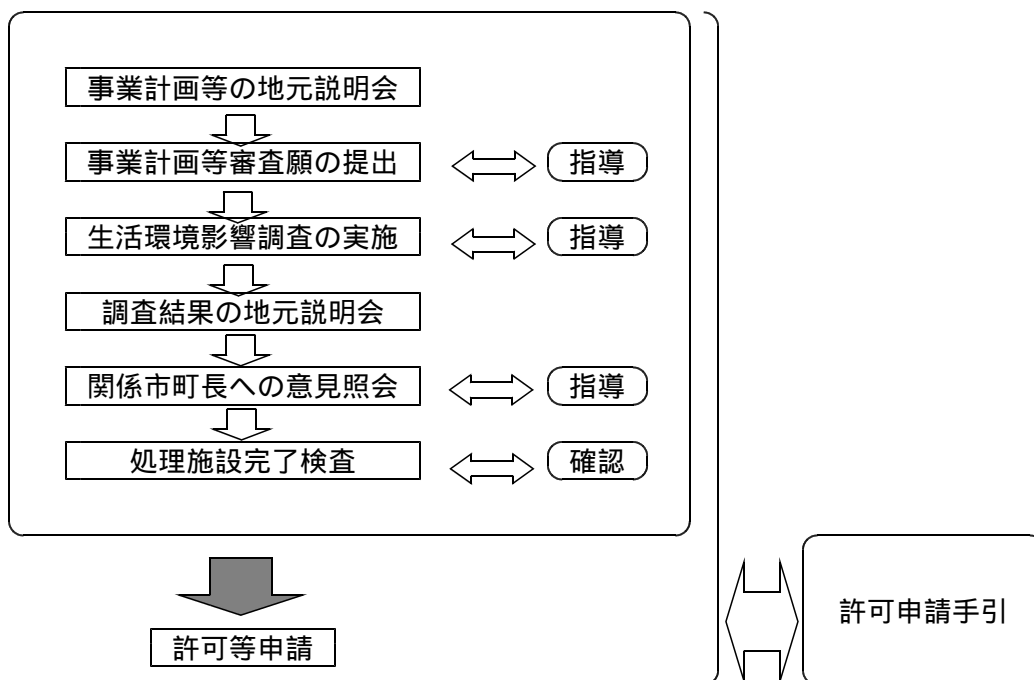 事業計画等の地元説明会
事業計画等審査願の提出
指導
生活環境影響調査の実施
指導
調査結果の地元説明会
関係市町長への意見照会
指導
処理施設完了検査
確認
許可等申請
許可申請手引